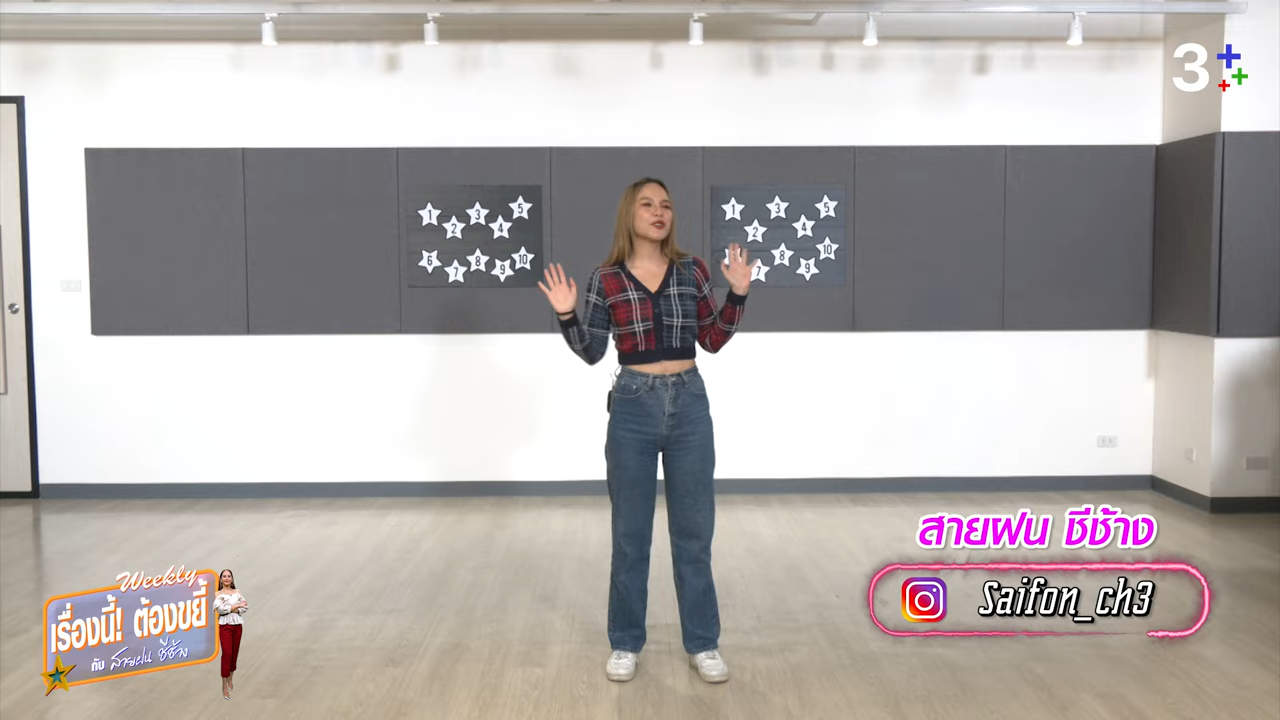 3
1 2 3 4 5
6 7 8 9 10
1 2 3 4 5
7 8 9 10
สายฝน ชีช้าง
Saifon_ch3
Weekly
เรื่องนี้! ต้องขยี้
กับ สายฝน ชีช้าง